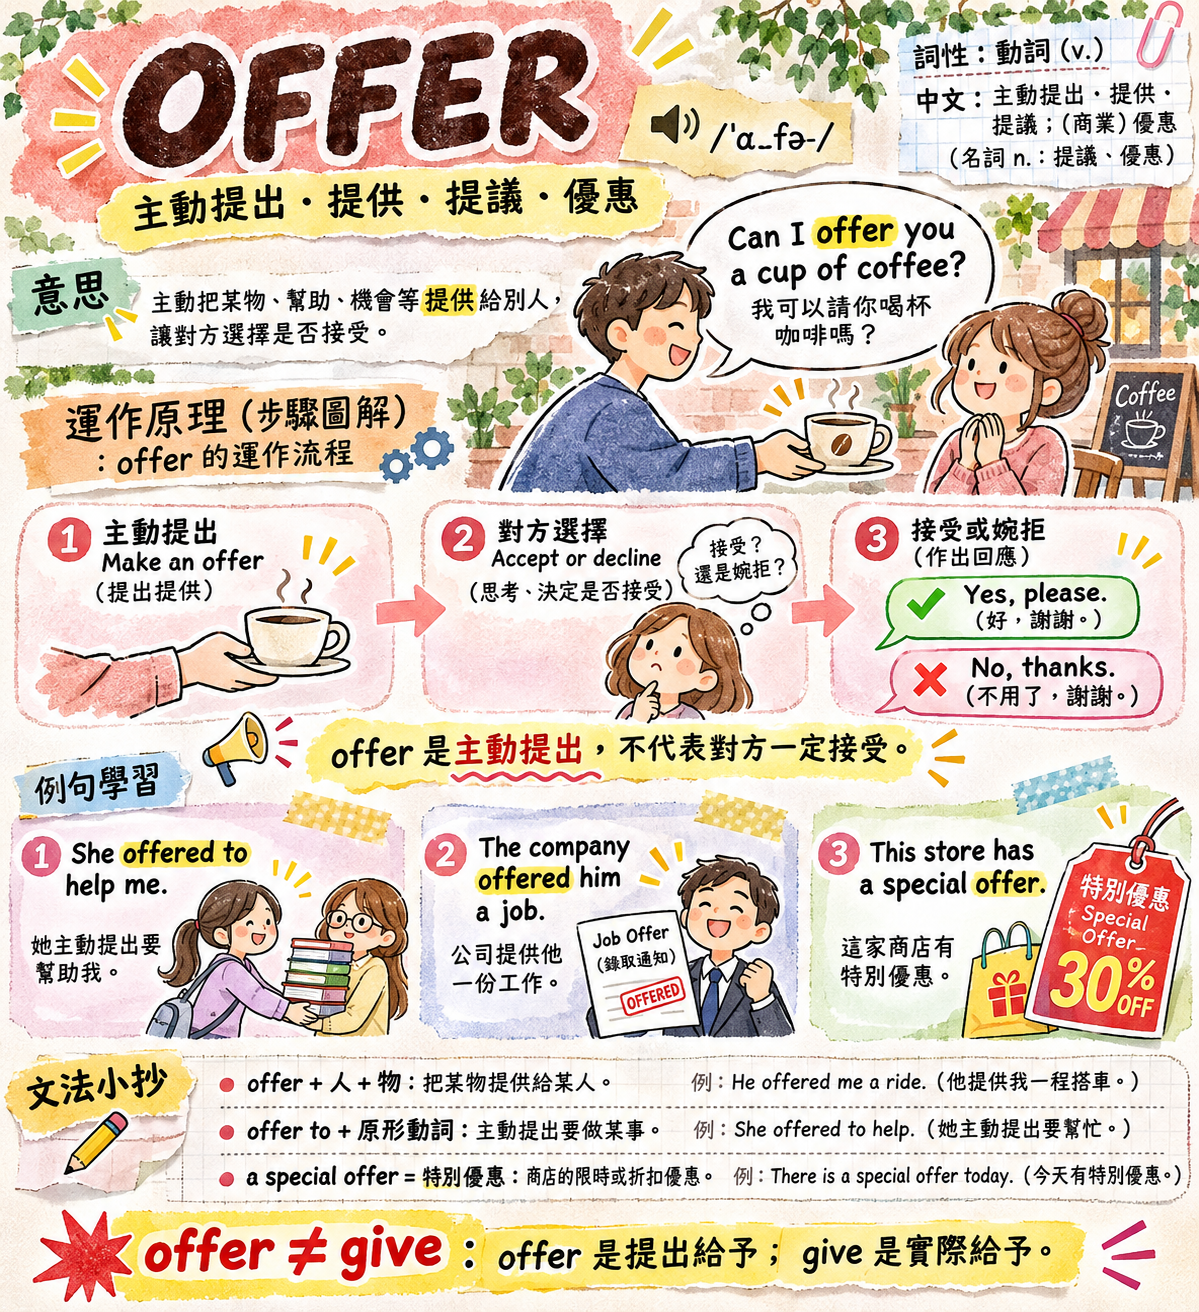 OFFER
/ˈɑ_fɚ/
詞性：動詞 (v.)
中文：主動提出・提供・
提議；(商業) 優惠
(名詞 n.：提議、優惠)
主動提出・提供・提議・優惠
Can I offer you
a cup of coffee?
我可以請你喝杯
咖啡嗎？
意思
主動把某物、幫助、機會等提供給別人，
讓對方選擇是否接受。
Coffee
運作原理 (步驟圖解)
：offer 的運作流程
1 主動提出
Make an offer
(提出提供)
2 對方選擇
Accept or decline
(思考、決定是否接受)
接受？
還是婉拒？
3 接受或婉拒
(作出回應)
Yes, please.
(好，謝謝。)
No, thanks.
(不用了，謝謝。)
offer 是主動提出，不代表對方一定接受。
例句學習
1 She offered to
help me.
她主動提出要
幫助我。
2 The company
offered him
a job.
公司提供他
一份工作。
Job Offer
(錄取通知)
OFFERED
3 This store has
a special offer.
這家商店有
特別優惠。
特別優惠
Special
Offer
30%
OFF
文法小抄
offer + 人 + 物：把某物提供給某人。 例：He offered me a ride. (他提供我一程搭車。)
offer to + 原形動詞：主動提出要做某事。 例：She offered to help. (她主動提出要幫忙。)
a special offer = 特別優惠：商店的限時或折扣優惠。 例：There is a special offer today. (今天有特別優惠。)
offer ≠ give：offer 是提出給予；give 是實際給予。